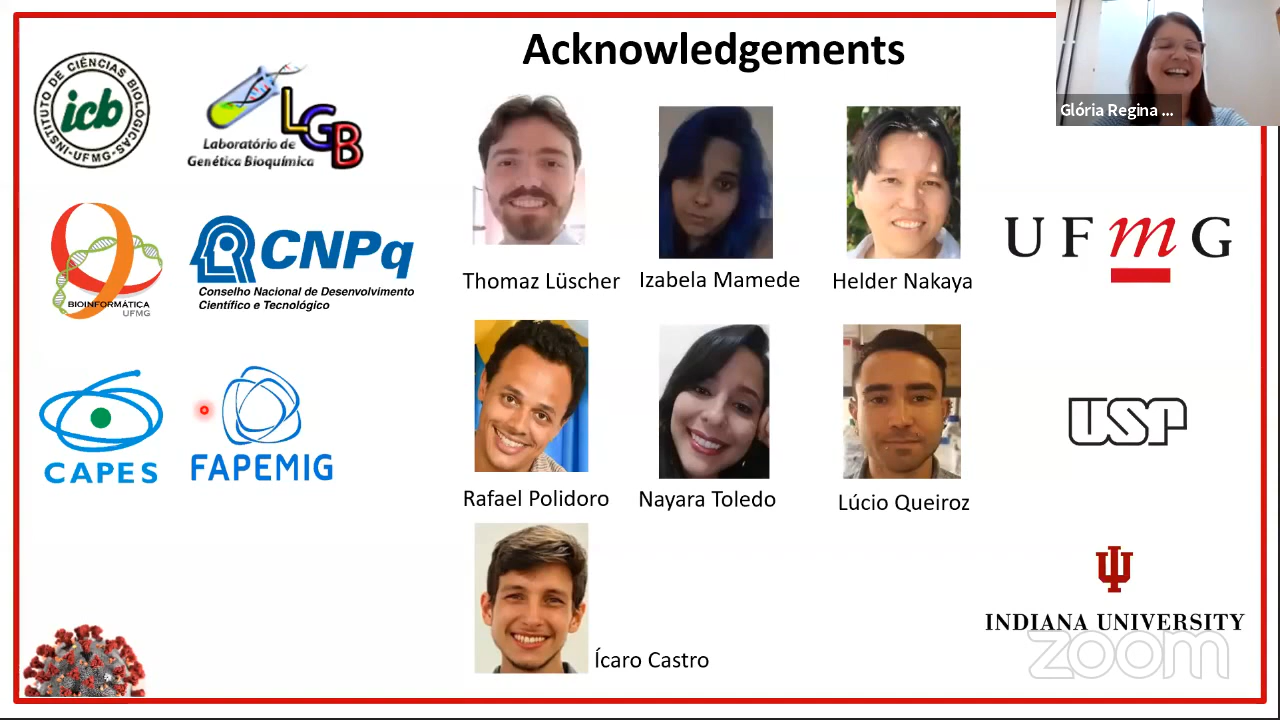 Acknowledgements
Glória Regina ...
INSTITUTO DE CIÊNCIAS BIOLÓGICAS
icb
UFMG
LGB
Laboratório de
Genética Bioquímica
BIOINFORMÁTICA
UFMG
CNPq
Conselho Nacional de Desenvolvimento
Científico e Tecnológico
CAPES
FAPEMIG
Thomaz Lüscher
Izabela Mamede
Helder Nakaya
Rafael Polidoro
Nayara Toledo
Lúcio Queiroz
Ícaro Castro
UFmG
USP
INDIANA UNIVERSITY
zoom